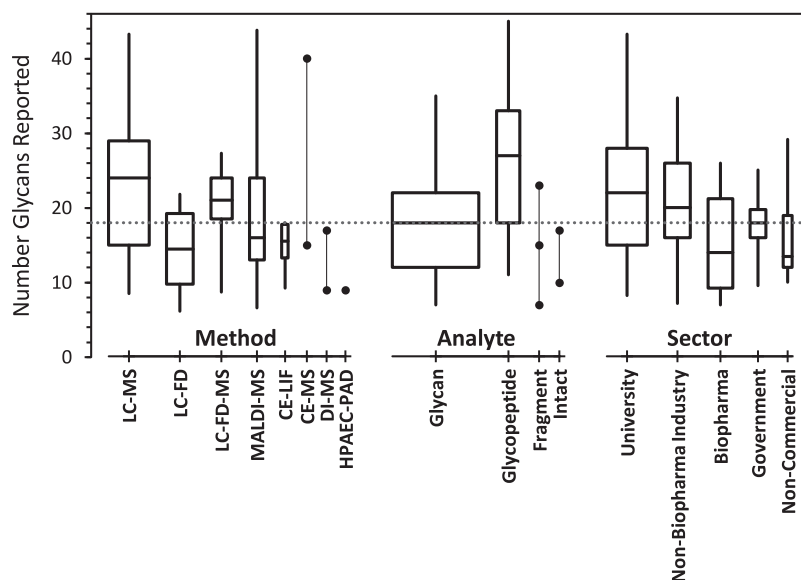 Number Glycans Reported
40
30
20
10
0
Method
Analyte
Sector
LC-MS
LC-FD
LC-FD-MS
MALDI-MS
CE-LIF
CE-MS
DI-MS
HPAEC-PAD
Glycan
Glycopeptide
Fragment
Intact
University
Non-Biopharma Industry
Biopharma
Government
Non-Commercial